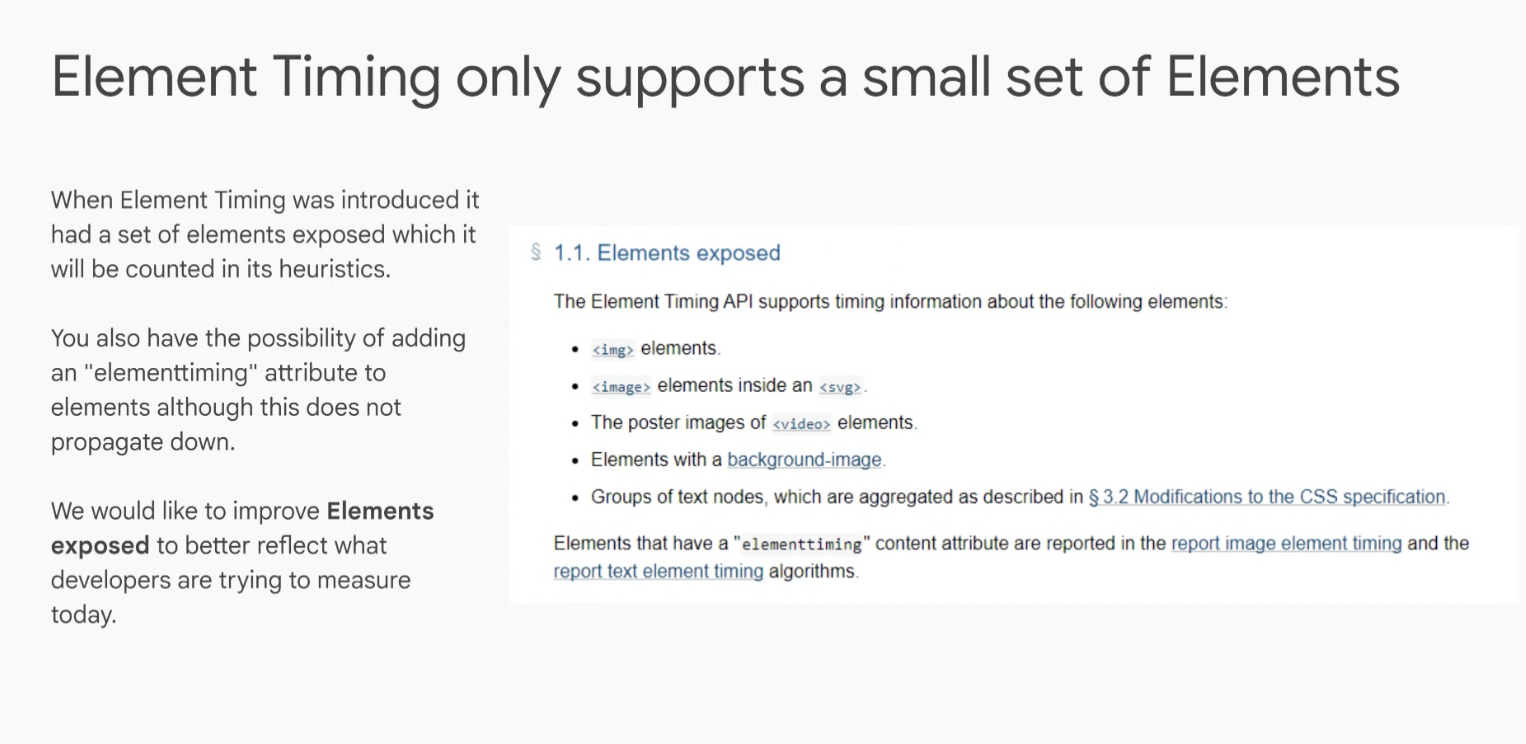 Element Timing only supports a small set of Elements
When Element Timing was introduced it
had a set of elements exposed which it
will be counted in its heuristics.
You also have the possibility of adding
an "elementtiming" attribute to
elements although this does not
propagate down.
We would like to improve Elements
exposed to better reflect what
developers are trying to measure
today.
§ 1.1. Elements exposed
The Element Timing API supports timing information about the following elements:
• <img> elements.
• <image> elements inside an <svg>.
• The poster images of <video> elements.
• Elements with a background-image.
• Groups of text nodes, which are aggregated as described in § 3.2 Modifications to the CSS specification.
Elements that have a "elementtiming" content attribute are reported in the report image element timing and the
report text element timing algorithms.